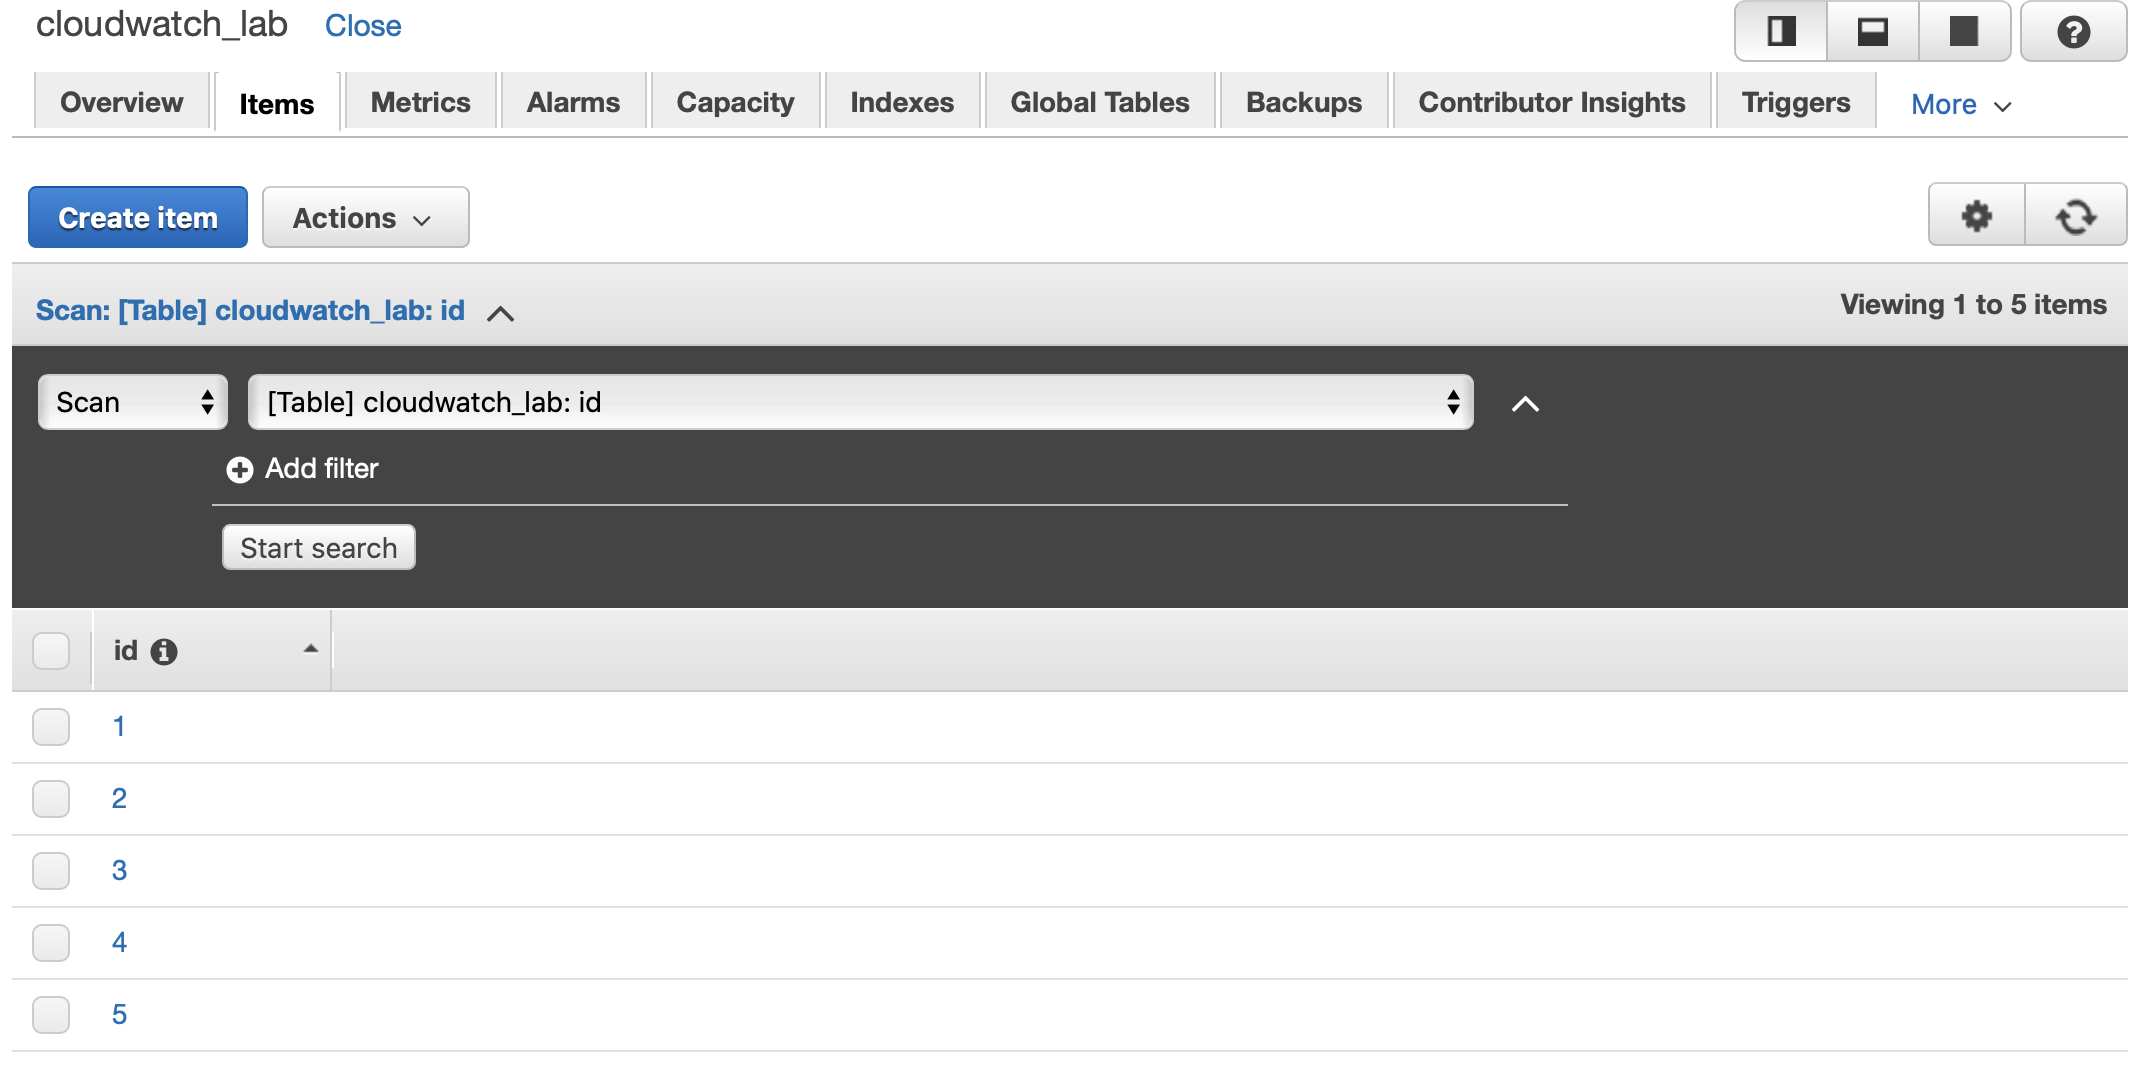 cloudwatch_lab Close
Overview Items Metrics Alarms Capacity Indexes Global Tables Backups Contributor Insights Triggers More
Create item Actions
Scan: [Table] cloudwatch_lab: id Viewing 1 to 5 items
Scan [Table] cloudwatch_lab: id
Add filter
Start search
id
1
2
3
4
5